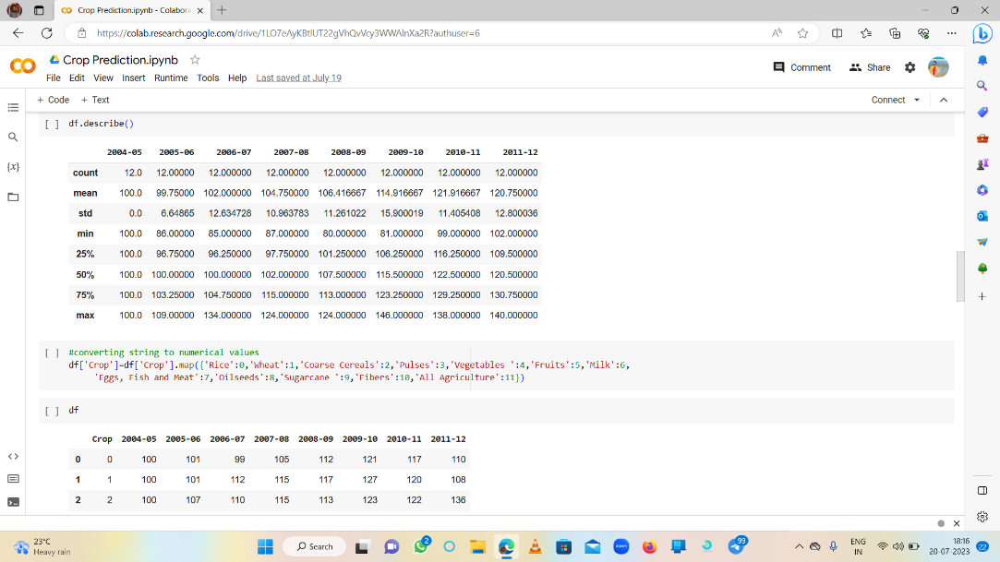 Crop Prediction.ipynb - Colabora
https://colab.research.google.com/drive/1LO7eAyKBtlUT22gVhQvVcy3WWAlnXa2R?authuser=6
Crop Prediction.ipynb
Comment Share
File Edit View Insert Runtime Tools Help Last saved at July 19
+ Code + Text Connect
[ ] df.describe()
2004-05 2005-06 2006-07 2007-08 2008-09 2009-10 2010-11 2011-12
count 12.0 12.00000 12.000000 12.000000 12.000000 12.000000 12.000000 12.000000
mean 100.0 99.75000 102.000000 104.750000 106.416667 114.916667 121.916667 120.750000
std 0.0 6.64865 12.634728 10.963783 11.261022 15.900019 11.405408 12.800036
min 100.0 86.00000 85.000000 87.000000 80.000000 81.000000 99.000000 102.000000
25% 100.0 96.75000 96.250000 97.750000 101.250000 106.250000 116.250000 109.500000
50% 100.0 100.00000 100.000000 102.000000 107.500000 115.500000 122.500000 120.500000
75% 100.0 103.25000 104.750000 115.000000 113.000000 123.250000 129.250000 130.750000
max 100.0 109.00000 134.000000 124.000000 124.000000 146.000000 138.000000 140.000000
[ ] #converting string to numerical values
df['Crop']=df['Crop'].map({'Rice':0,'Wheat':1,'Coarse Cereals':2,'Pulses':3,'Vegetables ':4,'Fruits':5,'Milk':6,
'Eggs, Fish and Meat':7,'Oilseeds':8,'Sugarcane ':9,'Fibers':10,'All Agriculture':11})
[ ] df
Crop 2004-05 2005-06 2006-07 2007-08 2008-09 2009-10 2010-11 2011-12
0 0 100 101 99 105 112 121 117 110
1 1 100 101 112 115 117 127 120 108
2 2 100 107 110 115 113 123 122 136
23°C
Heavy rain
Search
2
zoom
99
ENG
IN
18:16
20-07-2023
22